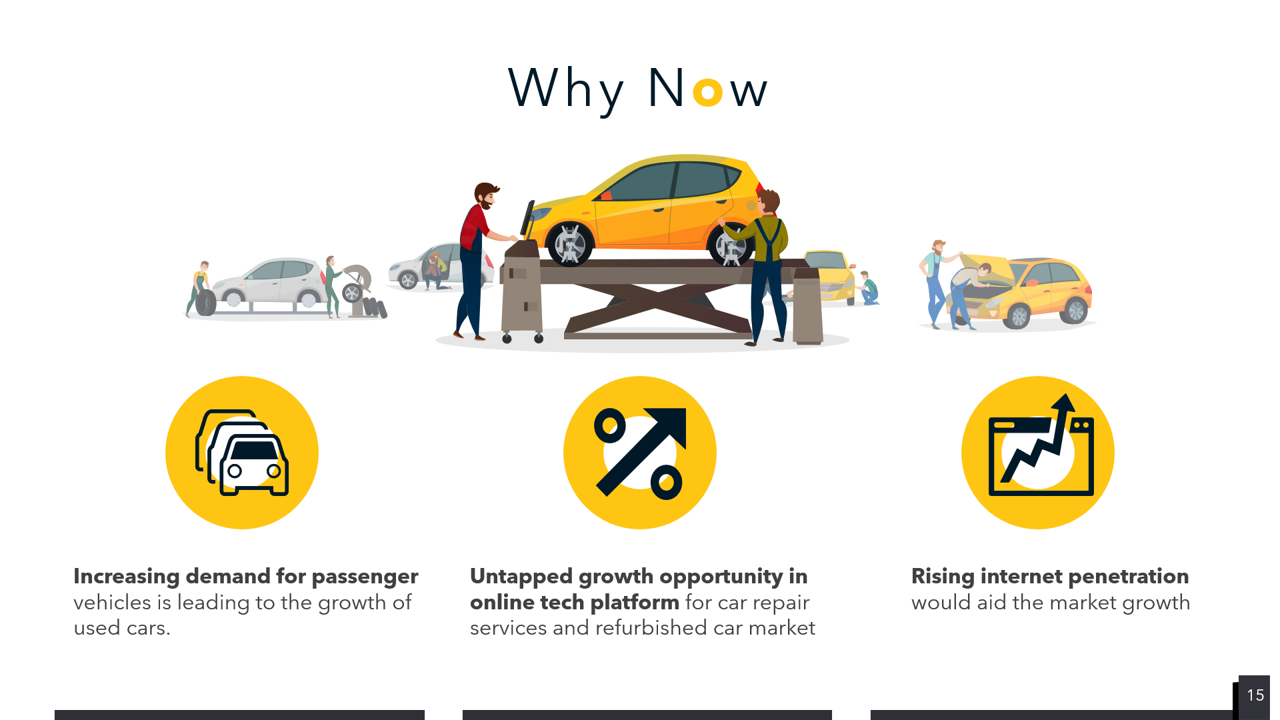 Why Now
Increasing demand for passenger
vehicles is leading to the growth of
used cars.
Untapped growth opportunity in
online tech platform for car repair
services and refurbished car market
Rising internet penetration
would aid the market growth
15